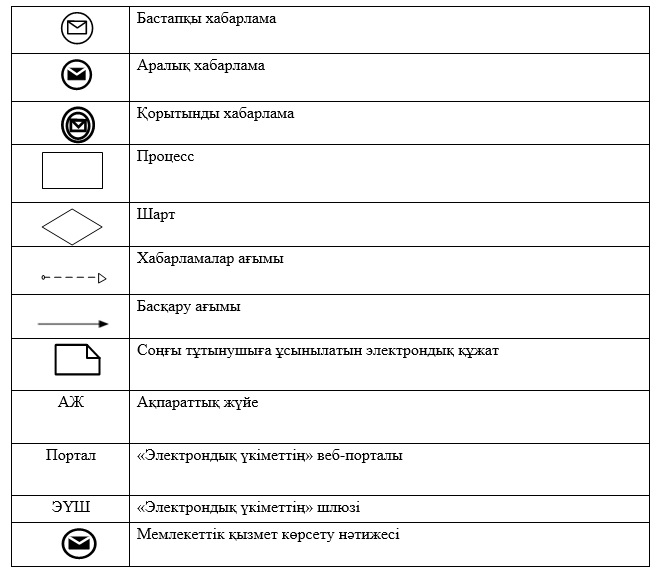 Бастапқы хабарлама
Аралық хабарлама
Қорытынды хабарлама
Процесс
Шарт
Хабарламалар ағымы
Басқару ағымы
Соңғы тұтынушыға ұсынылатын электрондық құжат
АЖ Ақпараттық жүйе
Портал «Электрондық үкіметтің» веб-порталы
ЭҮШ «Электрондық үкіметтің» шлюзі
Мемлекеттік қызмет көрсету нәтижесі